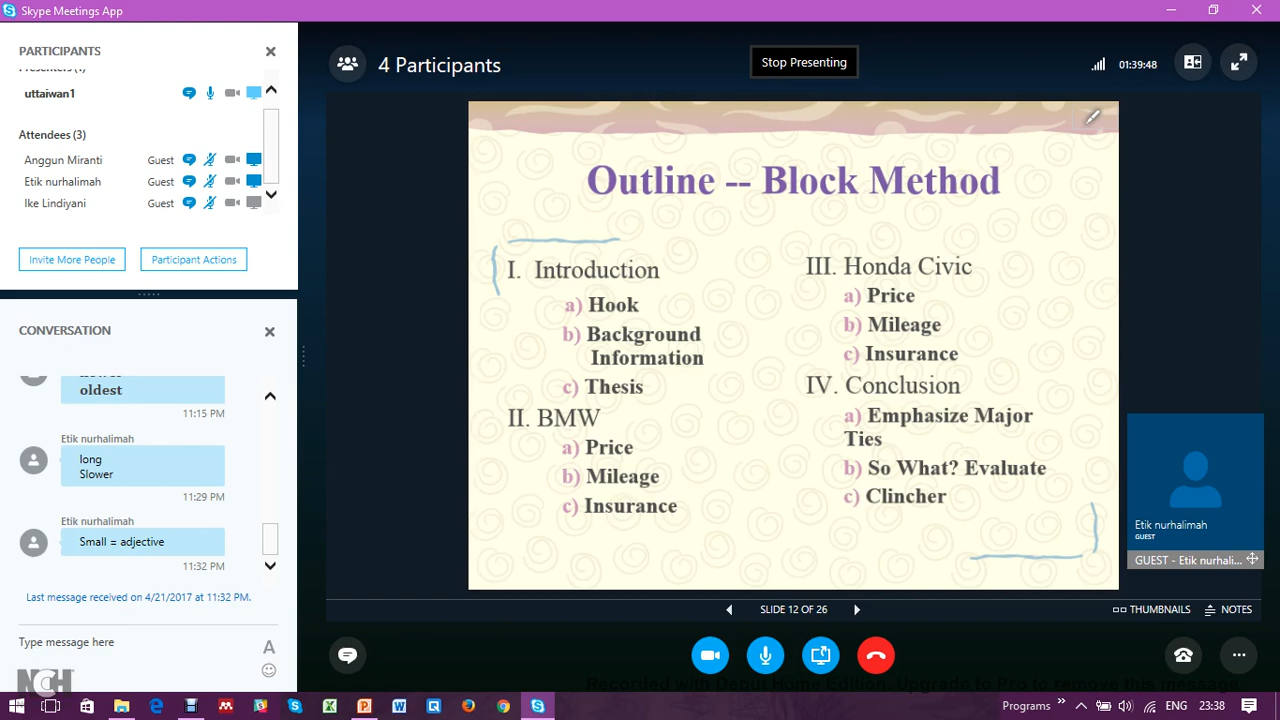 Skype Meetings App
PARTICIPANTS
Presenters (1)
uttaiwan1
Attendees (3)
Anggun Miranti Guest
Etik nurhalimah Guest
Ike Lindiyani Guest
Invite More People
Participant Actions
CONVERSATION
oldest
11:15 PM
Etik nurhalimah
long
Slower
11:29 PM
Etik nurhalimah
Small = adjective
11:32 PM
Last message received on 4/21/2017 at 11:32 PM.
Type message here
A
NCH
4 Participants
Stop Presenting
01:39:48
Outline -- Block Method
I. Introduction
a) Hook
b) Background
Information
c) Thesis
II. BMW
a) Price
b) Mileage
c) Insurance
III. Honda Civic
a) Price
b) Mileage
c) Insurance
IV. Conclusion
a) Emphasize Major
Ties
b) So What? Evaluate
c) Clincher
Etik nurhalimah
GUEST
GUEST - Etik nurhali...
SLIDE 12 OF 26
THUMBNAILS
NOTES
Recorded with Debut Home Edition. Upgrade to Pro to remove this message.
Programs
ENG
23:38